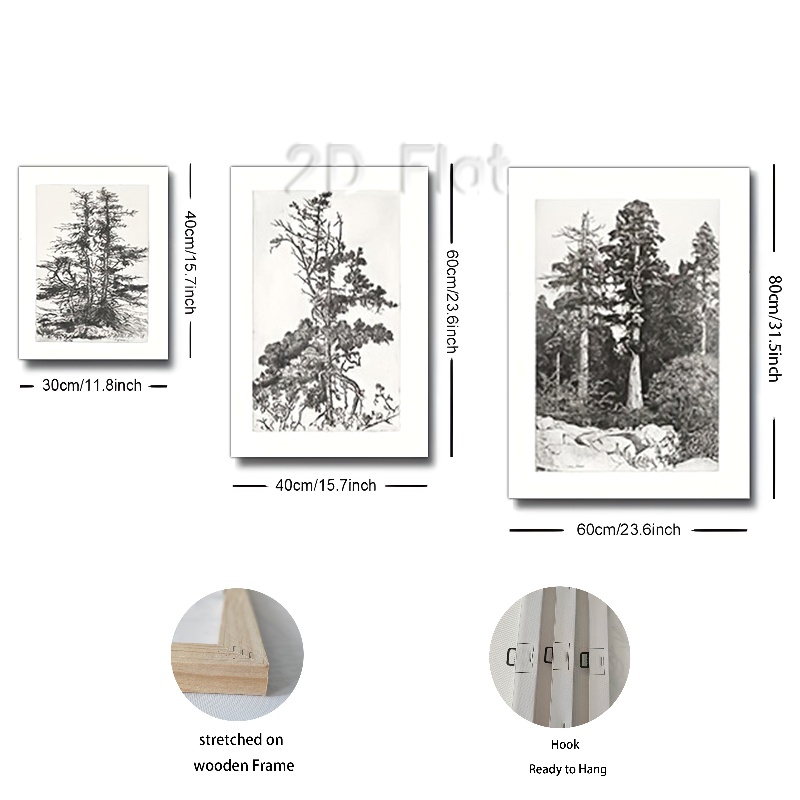 2D Flat
40cm/15.7inch
30cm/11.8inch
60cm/23.6inch
40cm/15.7inch
80cm/31.5inch
60cm/23.6inch
stretched on
wooden Frame
Hook
Ready to Hang